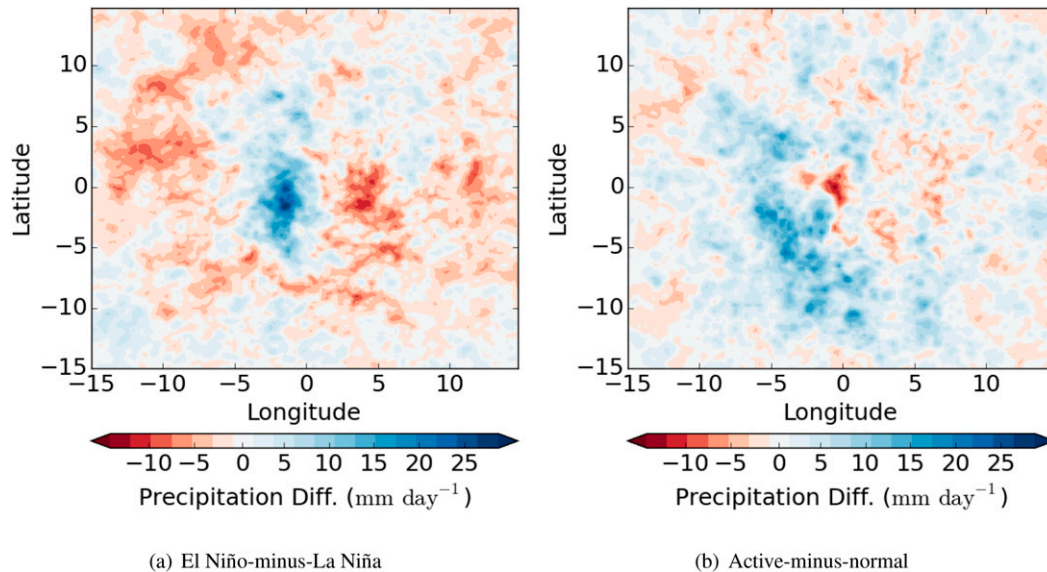 10
5
0
−5
−10
−15
Latitude
−15 −10 −5 0 5 10
Longitude
−10 −5 0 5 10 15 20 25
Precipitation Diff. (mm day⁻¹)
(a) El Niño-minus-La Niña
10
5
0
−5
−10
−15
Latitude
−15 −10 −5 0 5 10
Longitude
−10 −5 0 5 10 15 20 25
Precipitation Diff. (mm day⁻¹)
(b) Active-minus-normal